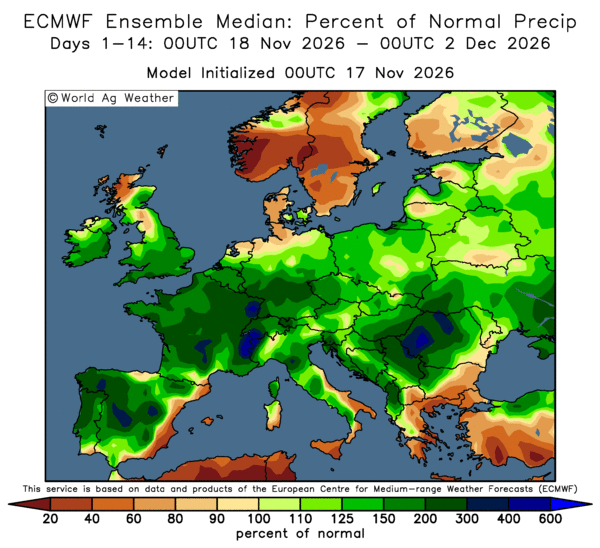 ECMWF Ensemble Median: Percent of Normal Precip
Days 1–14: 00UTC 18 Nov 2026 – 00UTC 2 Dec 2026
Model Initialized 00UTC 17 Nov 2026
© World Ag Weather
This service is based on data and products of the European Centre for Medium-range Weather Forecasts (ECMWF)
20 40 60 80 90 100 110 125 150 200 300 400 600
percent of normal